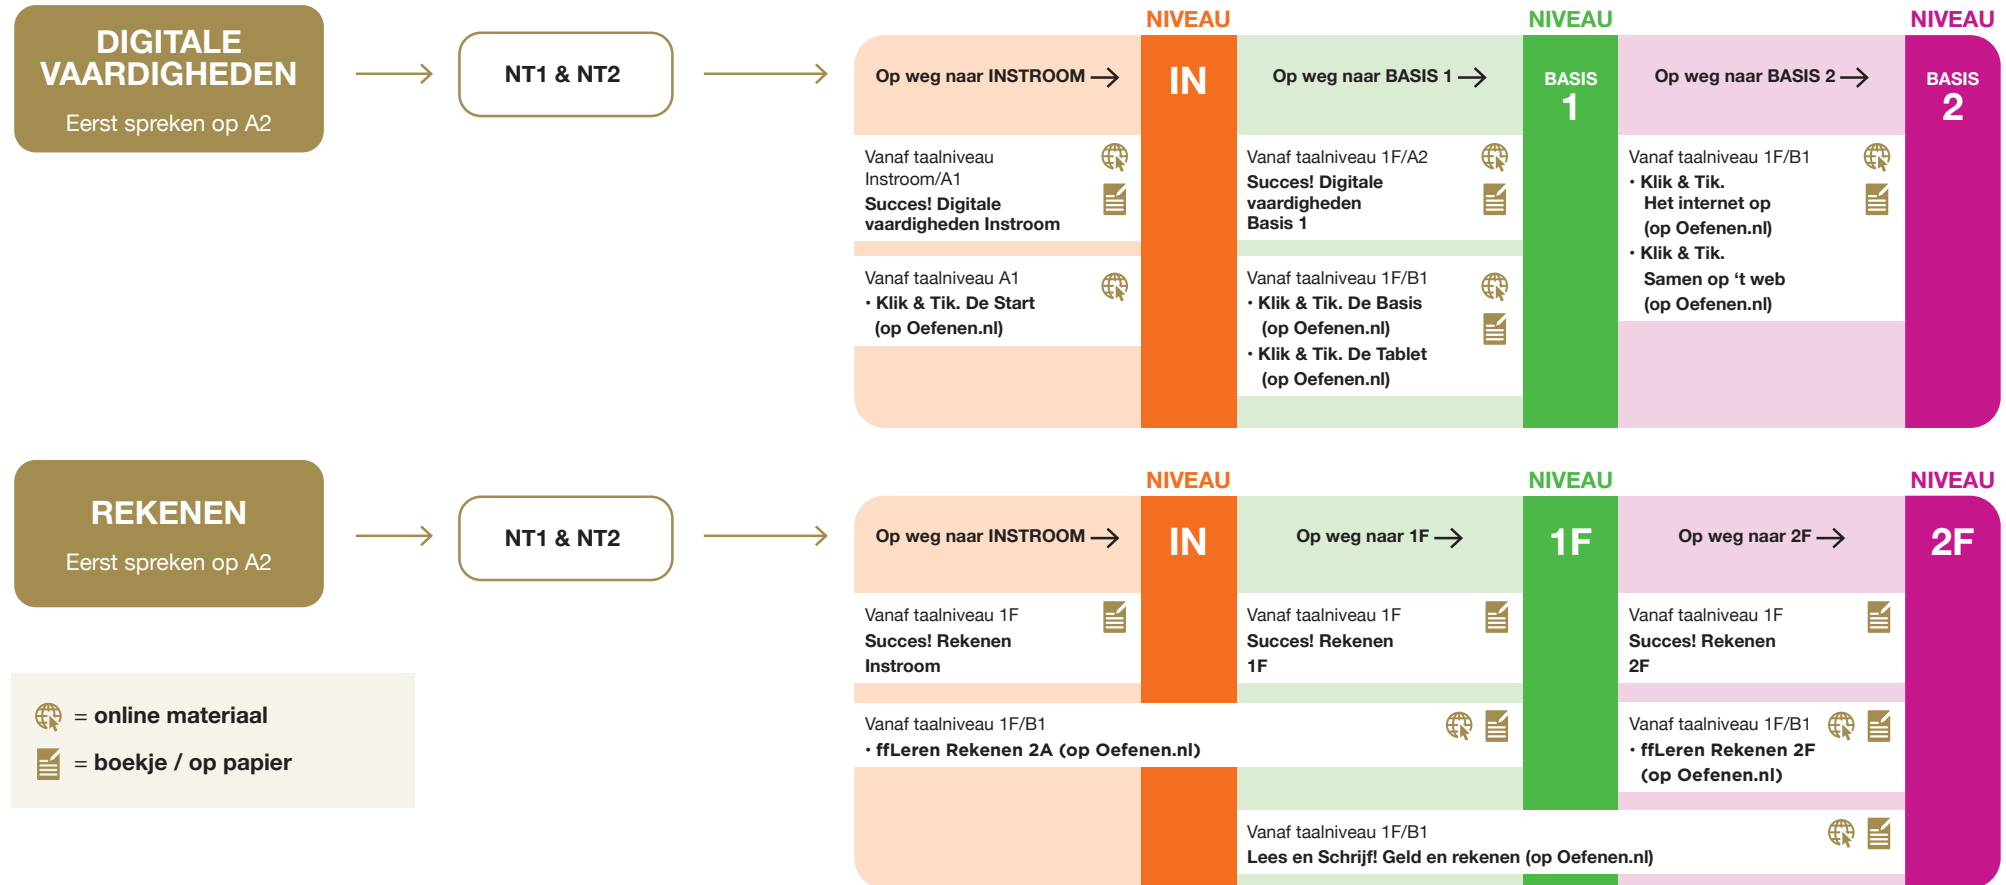 DIGITALE
VAARDIGHEDEN
Eerst spreken op A2
NT1 & NT2
NIVEAU
NIVEAU
NIVEAU
Op weg naar INSTROOM
IN
Op weg naar BASIS 1
BASIS
1
Op weg naar BASIS 2
BASIS
2
Vanaf taalniveau
Instroom/A1
Succes! Digitale
vaardigheden Instroom
Vanaf taalniveau A1
· Klik & Tik. De Start
(op Oefenen.nl)
Vanaf taalniveau 1F/A2
Succes! Digitale
vaardigheden
Basis 1
Vanaf taalniveau 1F/B1
· Klik & Tik. De Basis
(op Oefenen.nl)
· Klik & Tik. De Tablet
(op Oefenen.nl)
Vanaf taalniveau 1F/B1
· Klik & Tik.
Het internet op
(op Oefenen.nl)
· Klik & Tik.
Samen op ‘t web
(op Oefenen.nl)
REKENEN
Eerst spreken op A2
NT1 & NT2
NIVEAU
NIVEAU
NIVEAU
Op weg naar INSTROOM
IN
Op weg naar 1F
1F
Op weg naar 2F
2F
Vanaf taalniveau 1F
Succes! Rekenen
Instroom
Vanaf taalniveau 1F
Succes! Rekenen
1F
Vanaf taalniveau 1F
Succes! Rekenen
2F
Vanaf taalniveau 1F/B1
· ffLeren Rekenen 2A (op Oefenen.nl)
Vanaf taalniveau 1F/B1
· ffLeren Rekenen 2F
(op Oefenen.nl)
Vanaf taalniveau 1F/B1
Lees en Schrijf! Geld en rekenen (op Oefenen.nl)
= online materiaal
= boekje / op papier